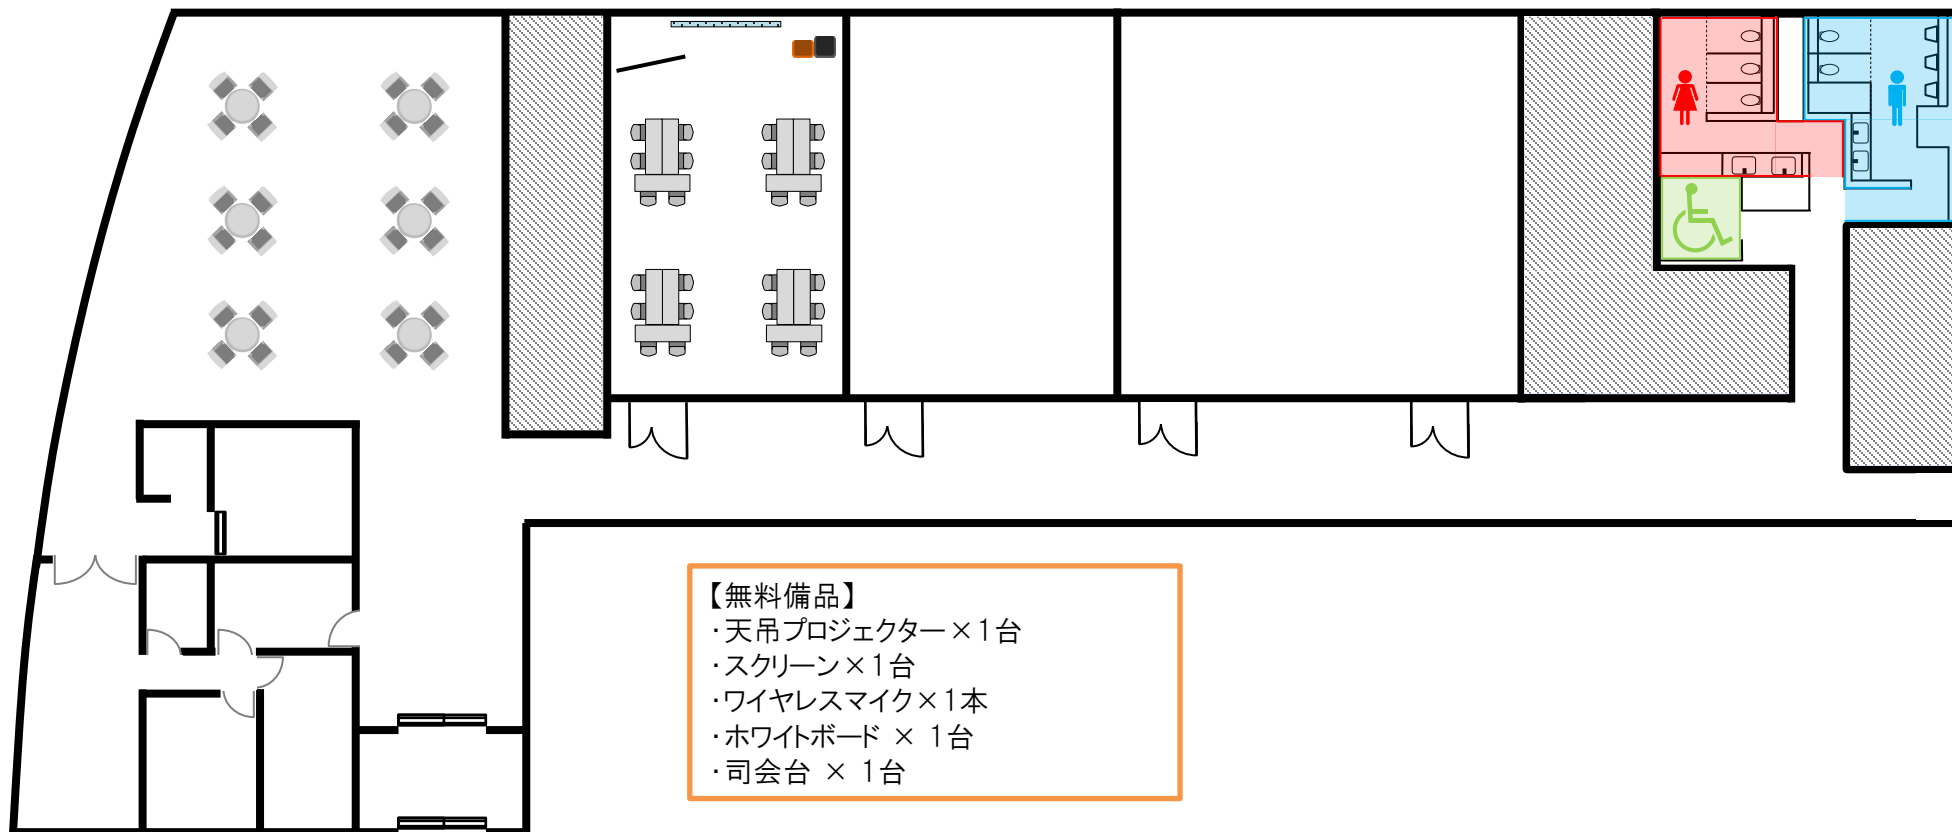 【無料備品】
・天吊プロジェクター×1台
・スクリーン×1台
・ワイヤレスマイク×1本
・ホワイトボード × 1台
・司会台 × 1台